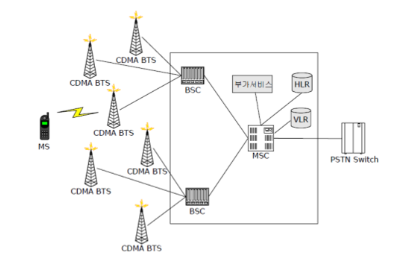 CDMA BTS
CDMA BTS
CDMA BTS
MS
BSC
부가서비스
HLR
VLR
MSC
PSTN Switch
CDMA BTS
CDMA BTS
BSC
CDMA BTS